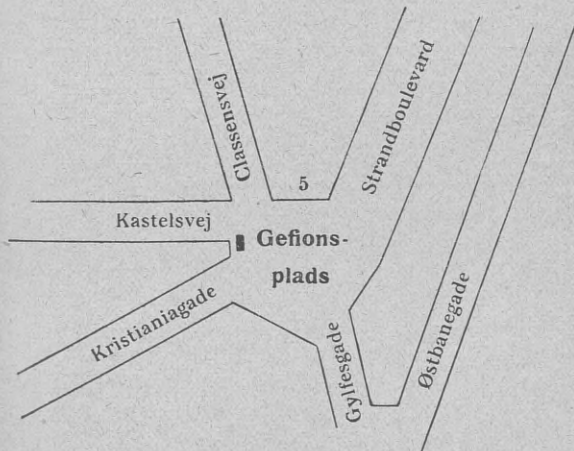 Classensvej
Strandboulevard
5
Kastelsvej
Gefions-
plads
Kristianiagade
Gylfesgade
Østbanegade